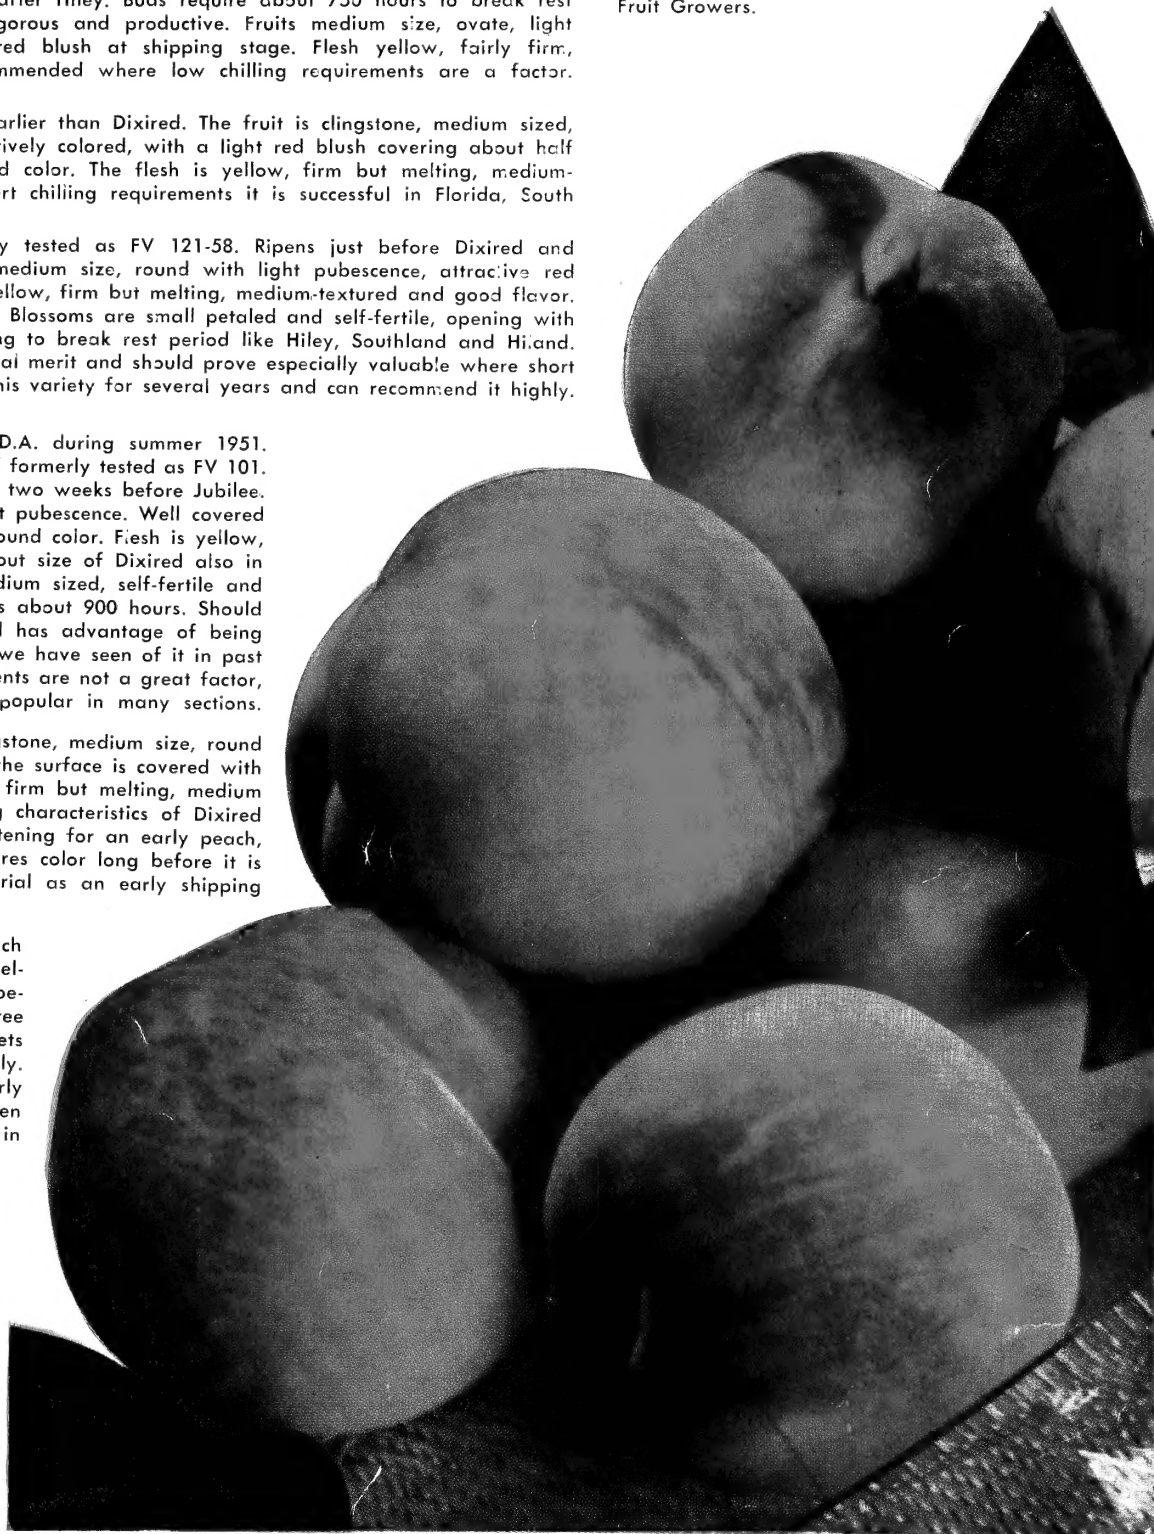 Buds require about 750 hours to break rest
gorous and productive. Fruits medium size, ovate, light
red blush at shipping stage. Flesh yellow, fairly firm,
mmended where low chilling requirements are a factor.
arlier than Dixired. The fruit is clingstone, medium sized,
tively colored, with a light red blush covering about half
d color. The flesh is yellow, firm but melting, medium-
rt chilling requirements it is successful in Florida, South
y tested as FV 121-58. Ripens just before Dixired and
medium size, round with light pubescence, attractive red
ellow, firm but melting, medium-textured and good flavor.
Blossoms are small petaled and self-fertile, opening with
ng to break rest period like Hiley, Southland and Hiland.
al merit and should prove especially valuable where short
his variety for several years and can recommend it highly.
D.A. during summer 1951.
formerly tested as FV 101.
two weeks before Jubilee.
t pubescence. Well covered
ound color. Flesh is yellow,
out size of Dixired also in
dium sized, self-fertile and
s about 900 hours. Should
has advantage of being
we have seen of it in past
ents are not a great factor,
popular in many sections.
gstone, medium size, round
the surface is covered with
firm but melting, medium
g characteristics of Dixired
tening for an early peach,
res color long before it is
rial as an early shipping
ch
el-
be-
ree
ets
ly.
rly
en
in
Fruit Growers.